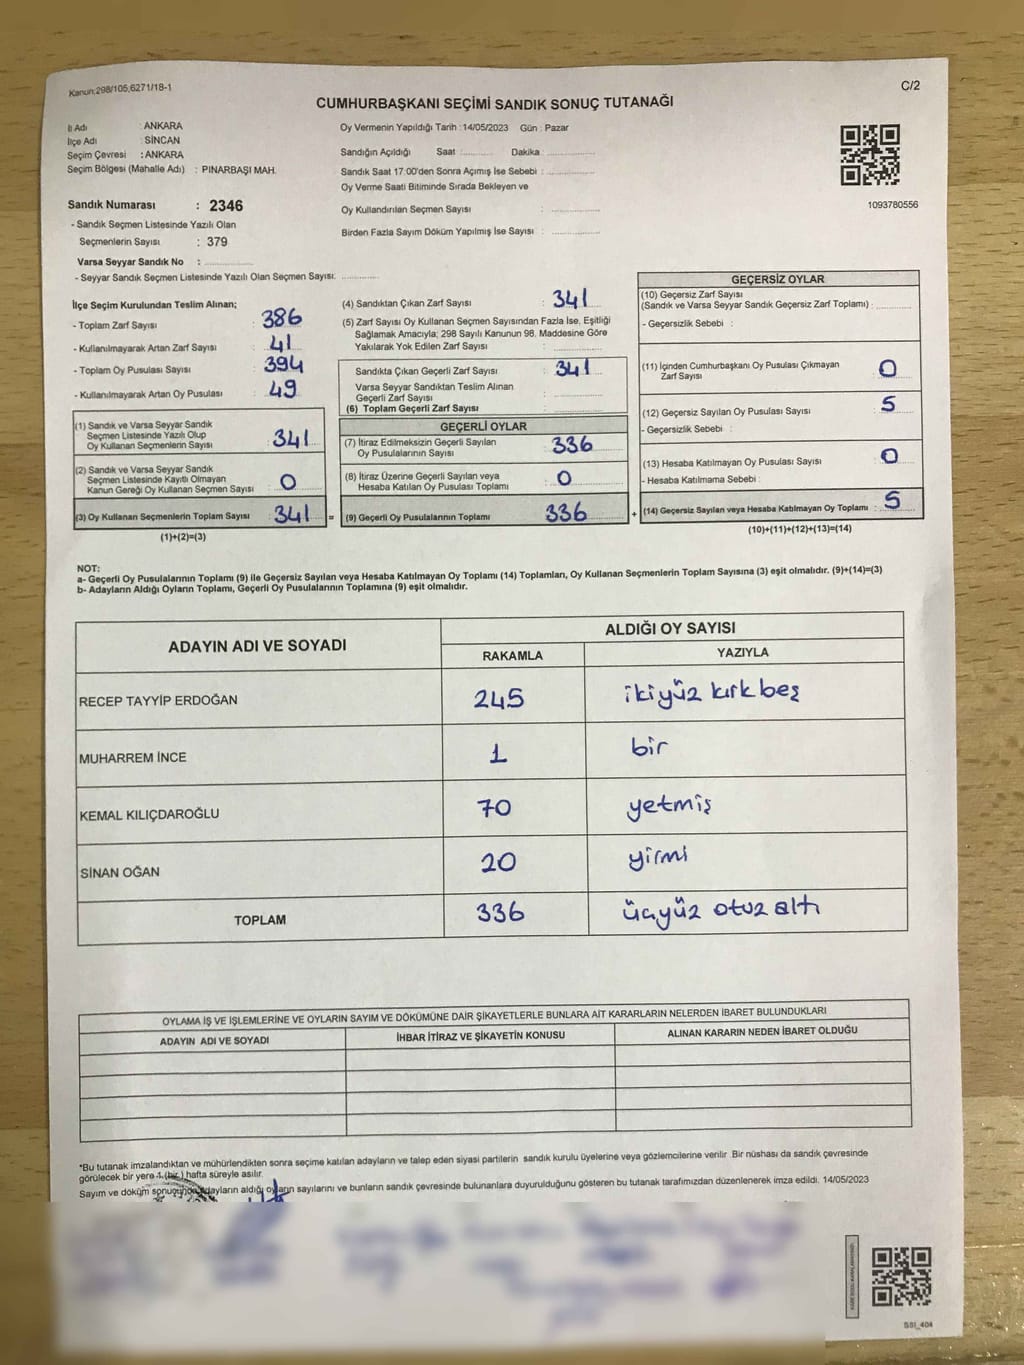 Kanun:298/105,6271/18-1
C/2
CUMHURBAŞKANI SEÇİMİ SANDIK SONUÇ TUTANAĞI
İl Adı : ANKARA
İlçe Adı : SİNCAN
Seçim Çevresi : ANKARA
Seçim Bölgesi (Mahalle Adı) : PINARBAŞI MAH.
Sandık Numarası : 2346
- Sandık Seçmen Listesinde Yazılı Olan
Seçmenlerin Sayısı : 379
Varsa Seyyar Sandık No :
- Seyyar Sandık Seçmen Listesinde Yazılı Olan Seçmen Sayısı:
Oy Vermenin Yapıldığı Tarih :14/05/2023 Gün : Pazar
Sandığın Açıldığı Saat : Dakika :
Sandık Saat 17:00'den Sonra Açımış İse Sebebi :
Oy Verme Saati Bitiminde Sırada Bekleyen ve
Oy Kullandırılan Seçmen Sayısı :
Birden Fazla Sayım Döküm Yapılmış İse Sayısı :
1093780556
İlçe Seçim Kurulundan Teslim Alınan;
- Toplam Zarf Sayısı : 386
- Kullanılmayarak Artan Zarf Sayısı : 41
- Toplam Oy Pusulası Sayısı : 394
- Kullanılmayarak Artan Oy Pusulası : 49
(1) Sandık ve Varsa Seyyar Sandık
Seçmen Listesinde Yazılı Olup
Oy Kullanan Seçmenlerin Sayısı : 341
(2) Sandık ve Varsa Seyyar Sandık
Seçmen Listesinde Kayıtlı Olmayan
Kanun Gereği Oy Kullanan Seçmen Sayısı : 0
(3) Oy Kullanan Seçmenlerin Toplam Sayısı : 341 =
(1)+(2)=(3)
(4) Sandıktan Çıkan Zarf Sayısı : 341
(5) Zarf Sayısı Oy Kullanan Seçmen Sayısından Fazla İse, Eşitliği
Sağlamak Amacıyla; 298 Sayılı Kanunun 98. Maddesine Göre
Yakılarak Yok Edilen Zarf Sayısı :
Sandıkta Çıkan Geçerli Zarf Sayısı : 341
Varsa Seyyar Sandıktan Teslim Alınan
Geçerli Zarf Sayısı :
(6) Toplam Geçerli Zarf Sayısı :
GEÇERLİ OYLAR
(7) İtiraz Edilmeksizin Geçerli Sayılan
Oy Pusulalarının Sayısı : 336
(8) İtiraz Üzerine Geçerli Sayılan veya
Hesaba Katılan Oy Pusulası Toplamı : 0
(9) Geçerli Oy Pusulalarının Toplamı : 336 +
GEÇERSİZ OYLAR
(10) Geçersiz Zarf Sayısı
(Sandık ve Varsa Seyyar Sandık Geçersiz Zarf Toplamı) :
- Geçersizlik Sebebi :
(11) İçinden Cumhurbaşkanı Oy Pusulası Çıkmayan
Zarf Sayısı : 0
(12) Geçersiz Sayılan Oy Pusulası Sayısı : 5
- Geçersizlik Sebebi :
(13) Hesaba Katılmayan Oy Pusulası Sayısı : 0
- Hesaba Katılmama Sebebi :
(14) Geçersiz Sayılan veya Hesaba Katılmayan Oy Toplamı : 5
(10)+(11)+(12)+(13)=(14)
NOT:
a- Geçerli Oy Pusulalarının Toplamı (9) ile Geçersiz Sayılan veya Hesaba Katılmayan Oy Toplamı (14) Toplamları, Oy Kullanan Seçmenlerin Toplam Sayısına (3) eşit olmalıdır. (9)+(14)=(3)
b- Adayların Aldığı Oyların Toplamı, Geçerli Oy Pusulalarının Toplamına (9) eşit olmalıdır.
ADAYIN ADI VE SOYADI
ALDIĞI OY SAYISI
RAKAMLA YAZIYLA
RECEP TAYYİP ERDOĞAN 245 ikiyüz kırk beş
MUHARREM İNCE 1 bir
KEMAL KILIÇDAROĞLU 70 yetmiş
SİNAN OĞAN 20 yirmi
TOPLAM 336 üçyüz otuz altı
OYLAMA İŞ VE İŞLEMLERİNE VE OYLARIN SAYIM VE DÖKÜMÜNE DAİR ŞİKAYETLERLE BUNLARA AİT KARARLARIN NELERDEN İBARET BULUNDUKLARI
ADAYIN ADI VE SOYADI İHBAR İTİRAZ VE ŞİKAYETİN KONUSU ALINAN KARARIN NEDEN İBARET OLDUĞU
*Bu tutanak imzalandıktan ve mühürlendikten sonra seçime katılan adayların ve talep eden siyasi partilerin sandık kurulu üyelerine veya gözlemcilerine verilir .Bir nüshası da sandık çevresinde
görülecek bir yere 1 (bir) hafta süreyle asılır.
Sayım ve döküm sonucunda adayların aldığı oyların sayılarını ve bunların sandık çevresinde bulunanlara duyurulduğunu gösteren bu tutanak tarafımızdan düzenlenerek imza edildi. 14/05/2023
SSI_404